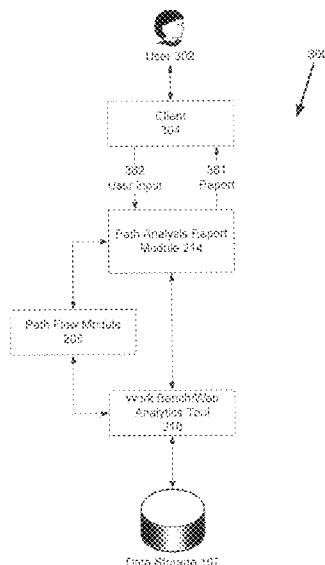 User 302
300
Client
304
362
User Input
361
Report
Path Analysis Report
Module 214
Path Flow Module
Work Bench/Web
Analytics Tool
210
Data Storage